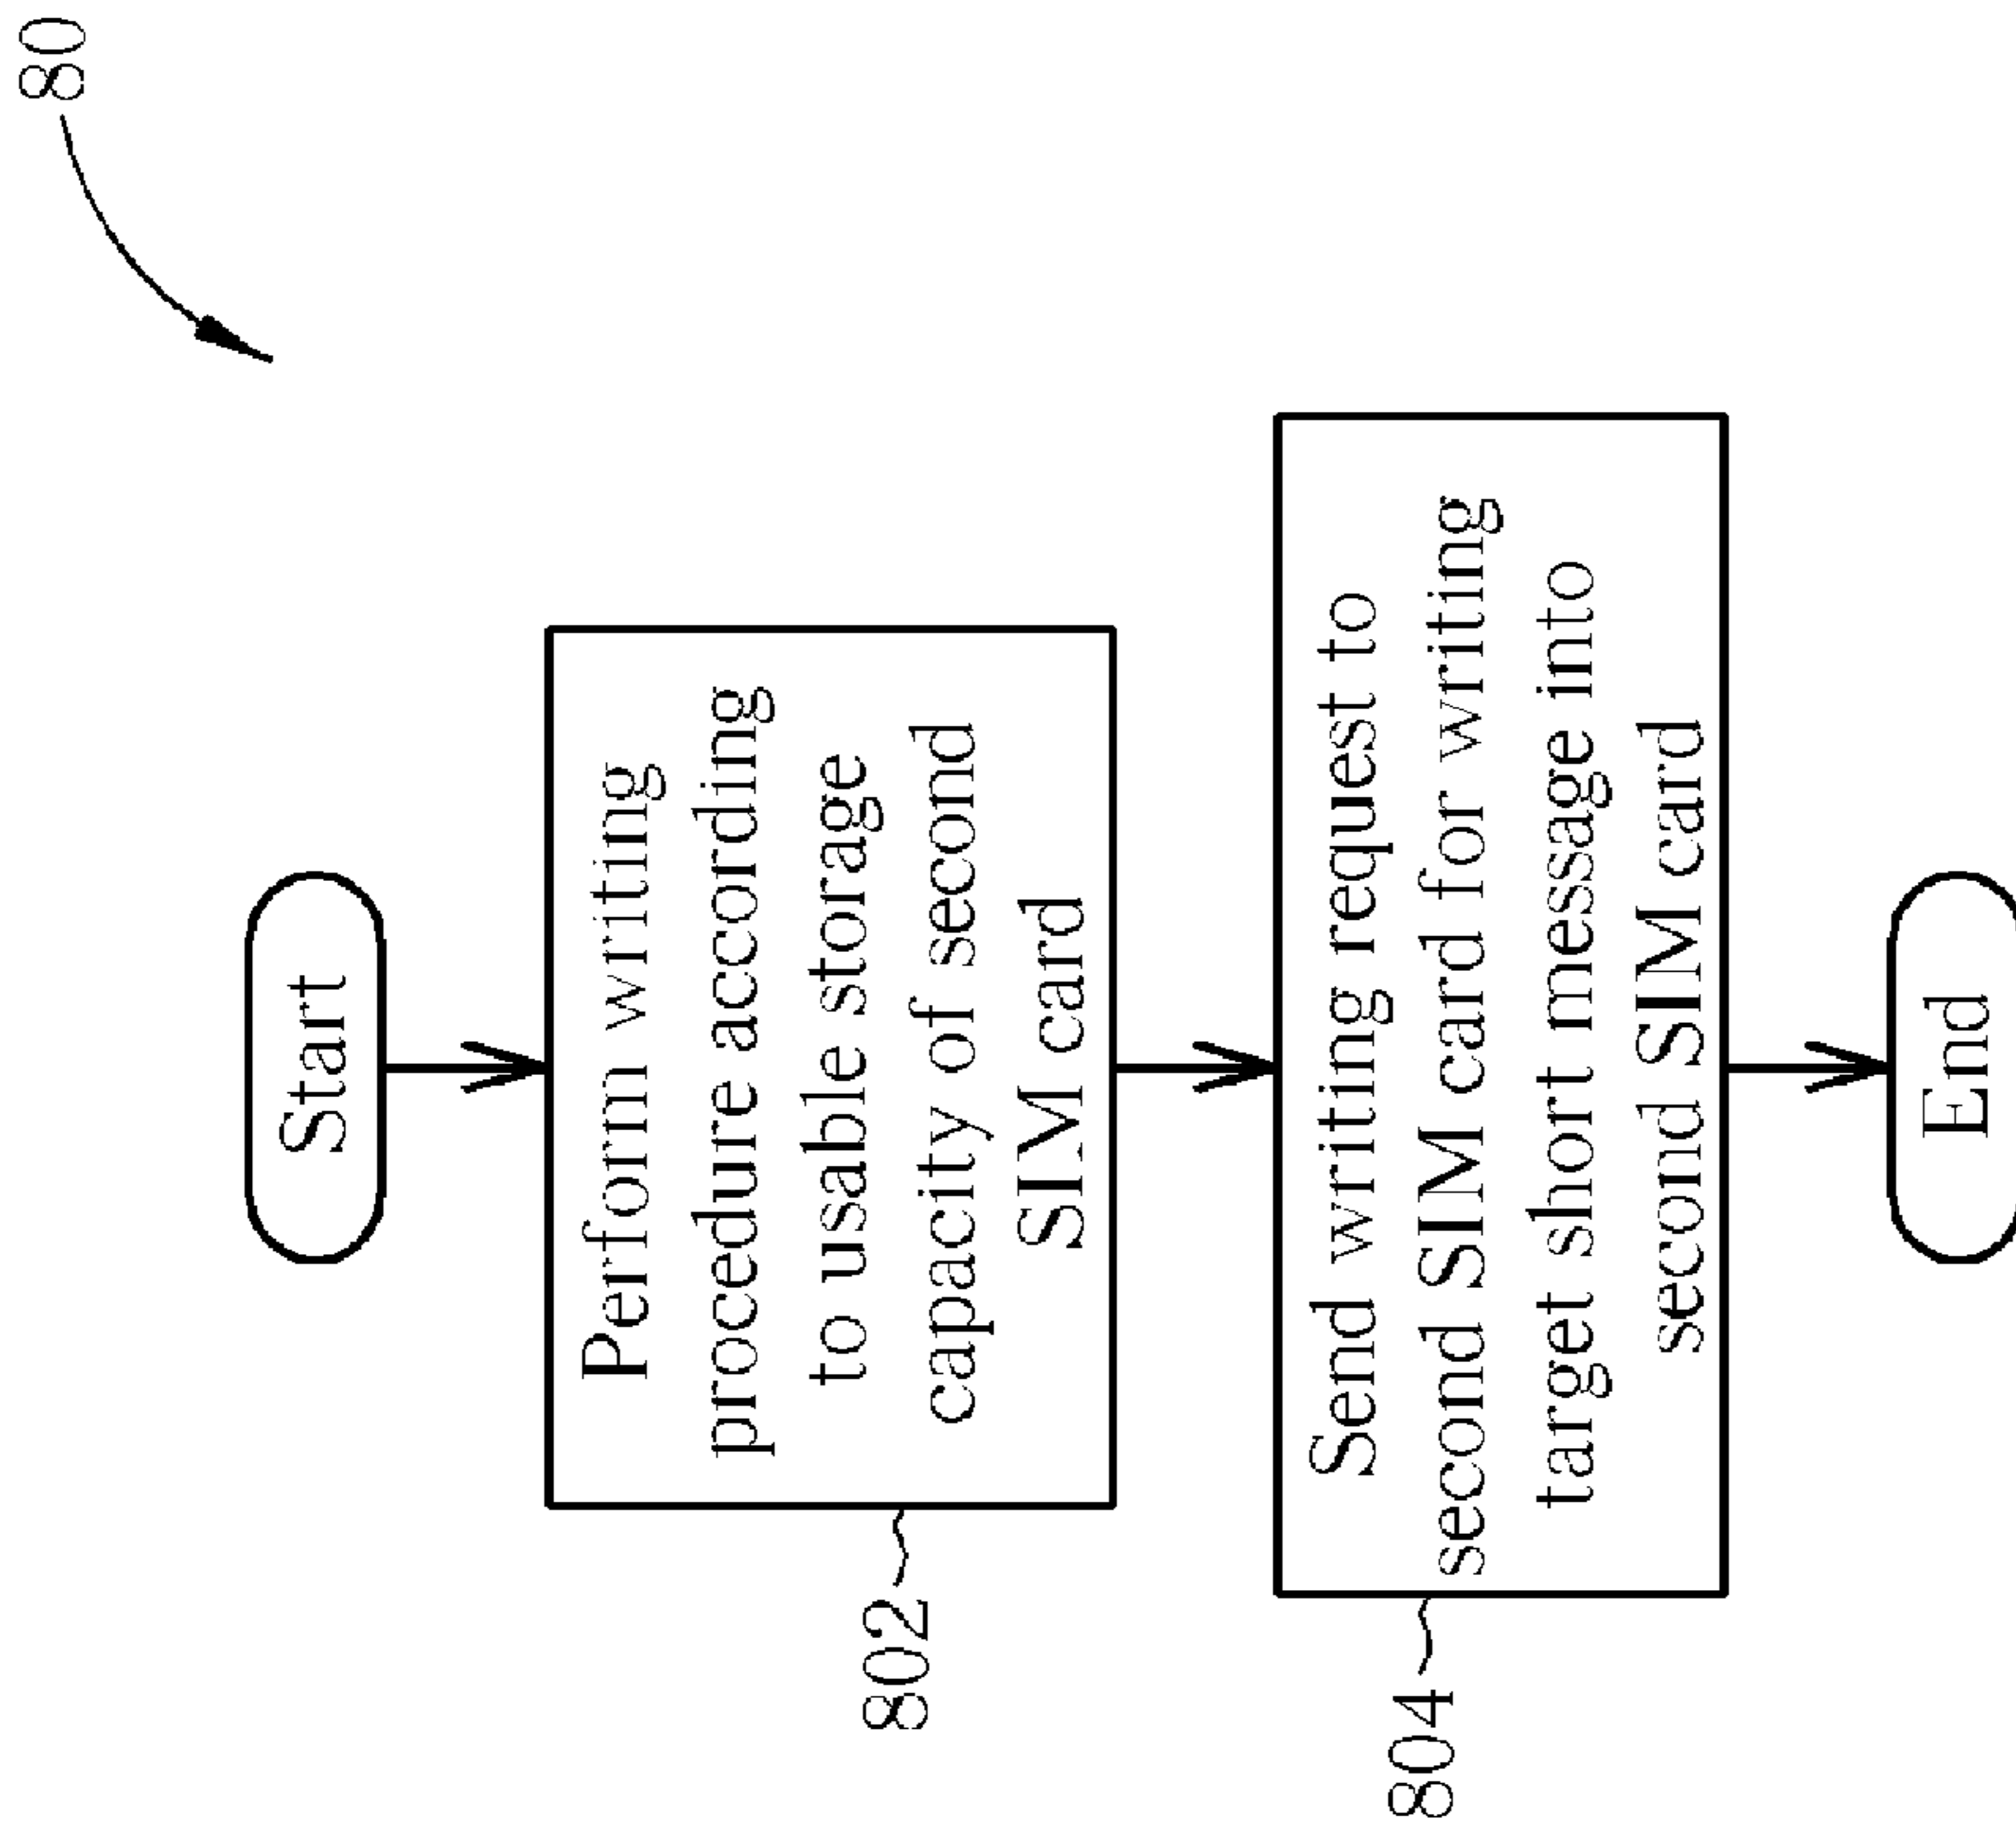 80
Start
Perform writing
procedure according
to usable storage
capacity of second
SIM card
802
Send writing request to
second SIM card for writing
target short message into
second SIM card
804
End